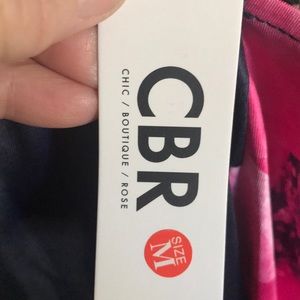 CBR
CHIC / BOUTIQUE / ROSE
SIZE
M